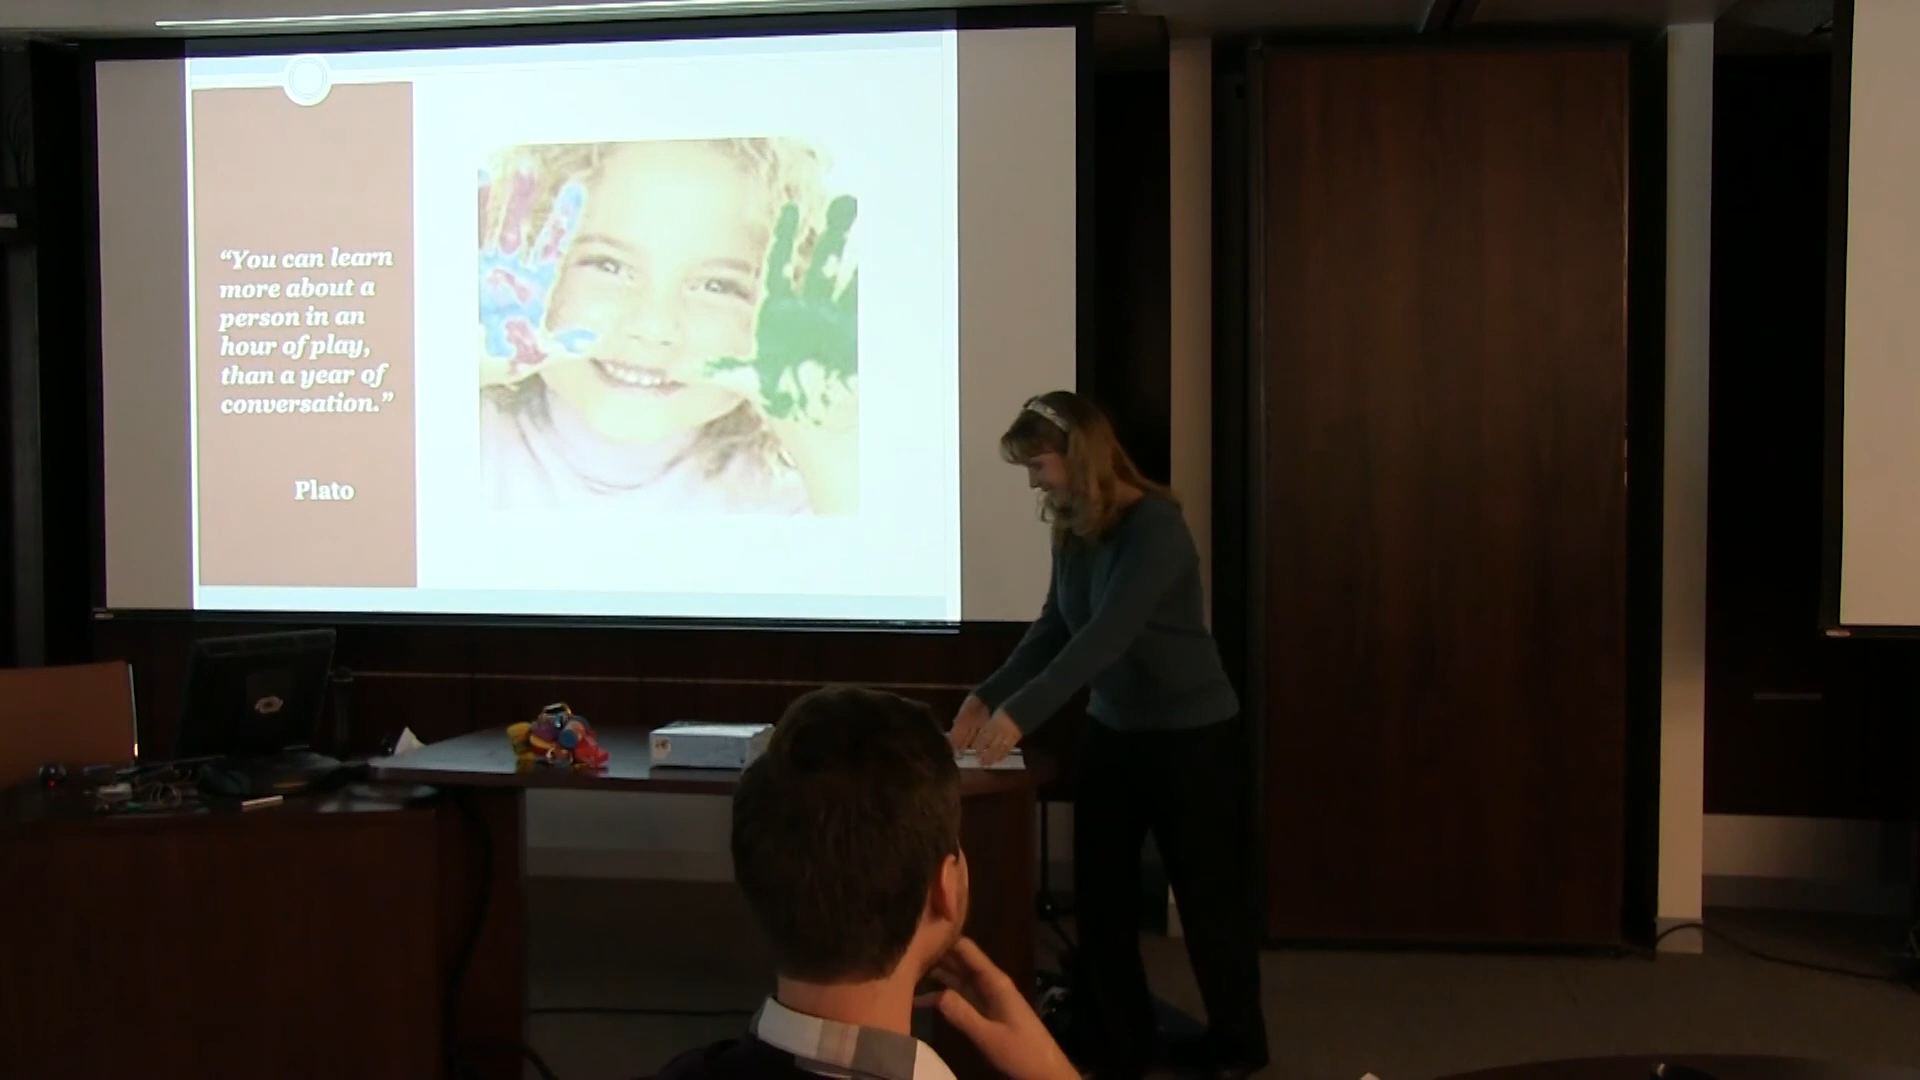 “You can learn
more about a
person in an
hour of play,
than a year of
conversation.”
Plato